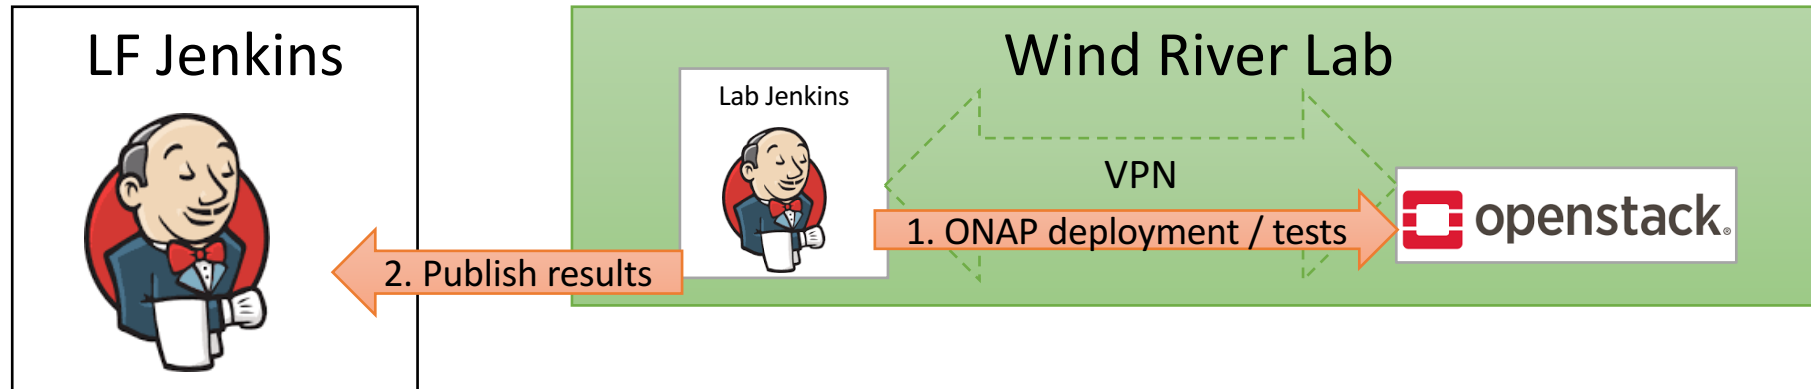 LF Jenkins
Wind River Lab
Lab Jenkins
VPN
1. ONAP deployment / tests
openstack®
2. Publish results